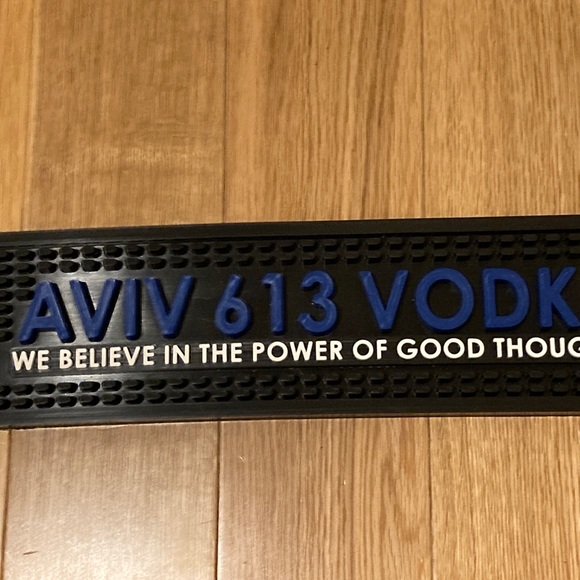 AVIV 613 VODK
WE BELIEVE IN THE POWER OF GOOD THOUG